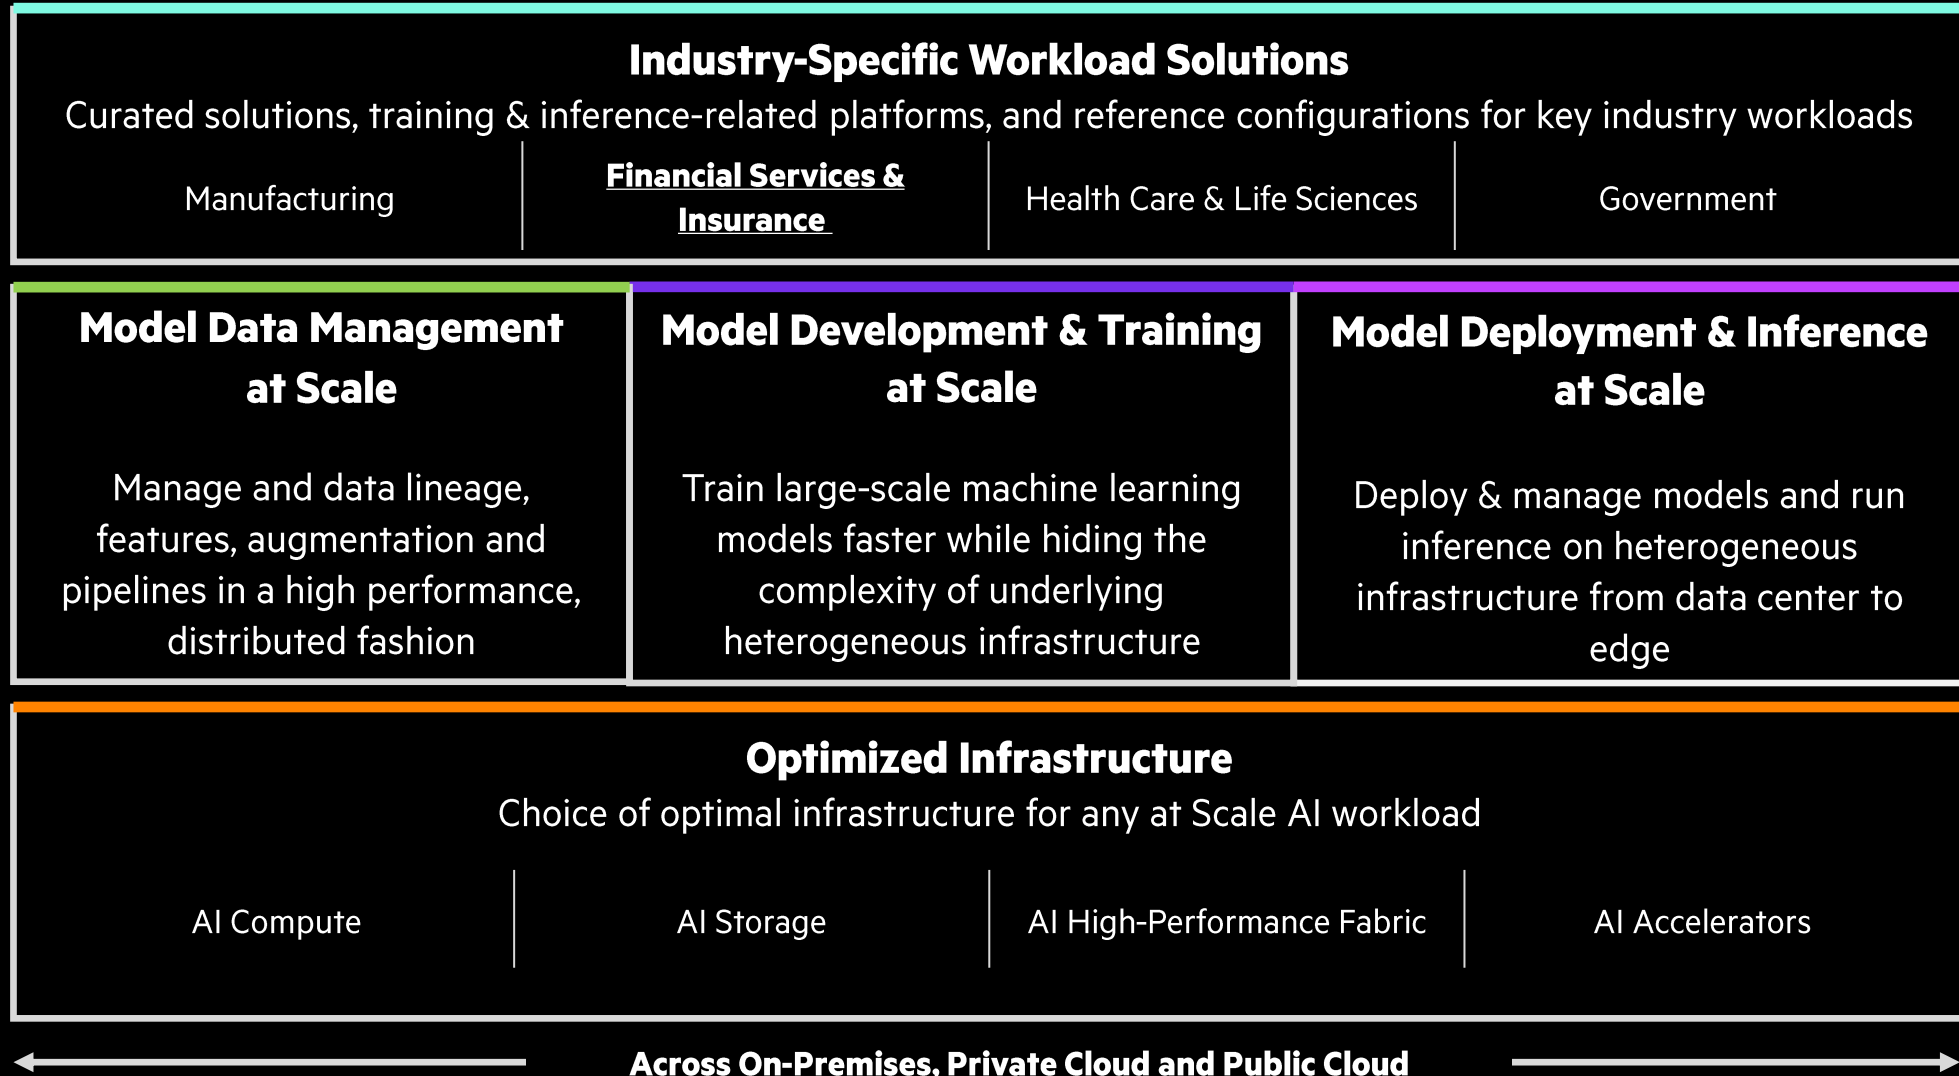 Industry-Specific Workload Solutions
Curated solutions, training & inference-related platforms, and reference configurations for key industry workloads
Manufacturing
Financial Services &
Insurance
Health Care & Life Sciences
Government
Model Data Management
at Scale
Manage and data lineage,
features, augmentation and
pipelines in a high performance,
distributed fashion
Model Development & Training
at Scale
Train large-scale machine learning
models faster while hiding the
complexity of underlying
heterogeneous infrastructure
Model Deployment & Inference
at Scale
Deploy & manage models and run
inference on heterogeneous
infrastructure from data center to
edge
Optimized Infrastructure
Choice of optimal infrastructure for any at Scale AI workload
AI Compute
AI Storage
AI High-Performance Fabric
AI Accelerators
Across On-Premises, Private Cloud and Public Cloud